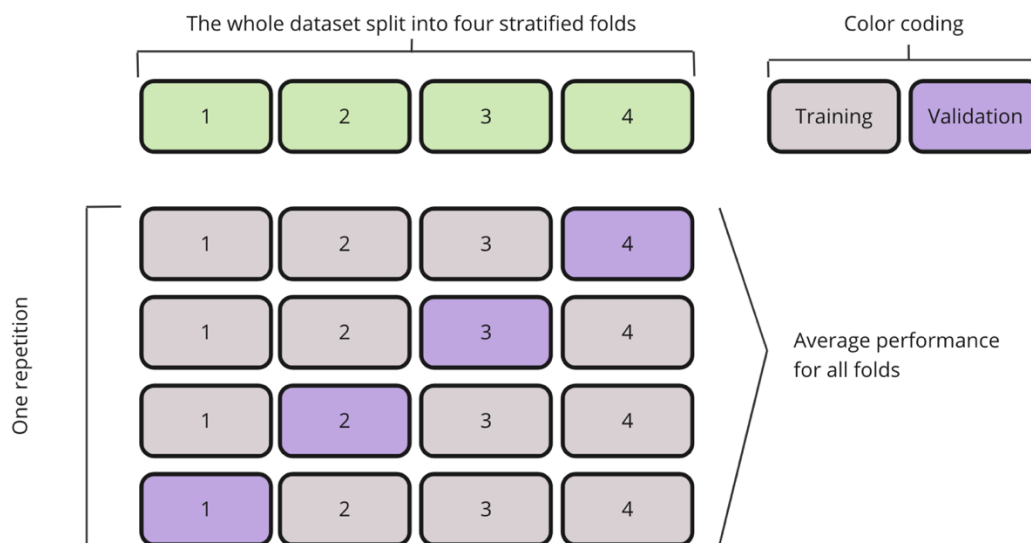 The whole dataset split into four stratified folds
Color coding
1 2 3 4
Training Validation
1 2 3 4
1 2 3 4
Average performance
for all folds
1 2 3 4
1 2 3 4
One repetition